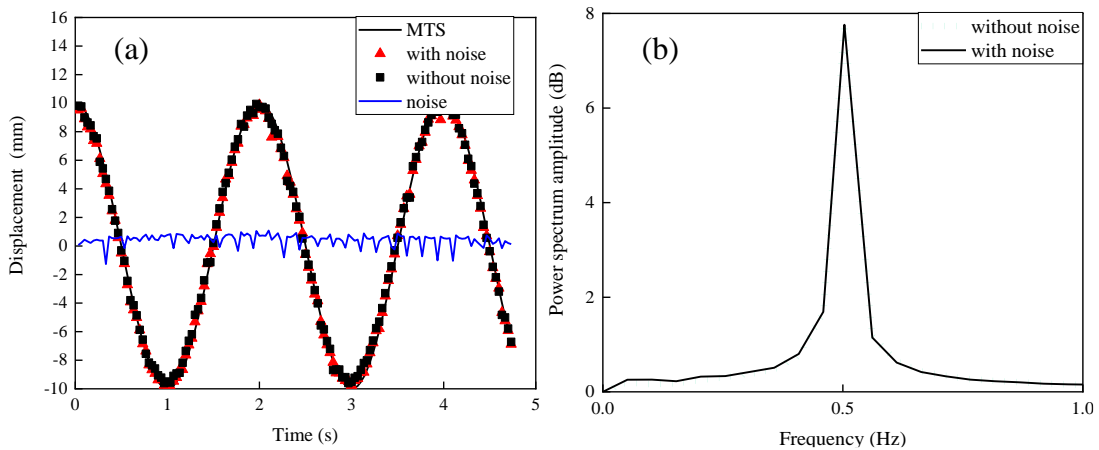 (a)
MTS
with noise
without noise
noise
16
14
12
10
8
6
4
2
0
-2
-4
-6
-8
-10
Displacement (mm)
0 1 2 3 4 5
Time (s)
(b)
without noise
with noise
8
6
4
2
0
Power spectrum amplitude (dB)
0.0 0.5 1.0
Frequency (Hz)